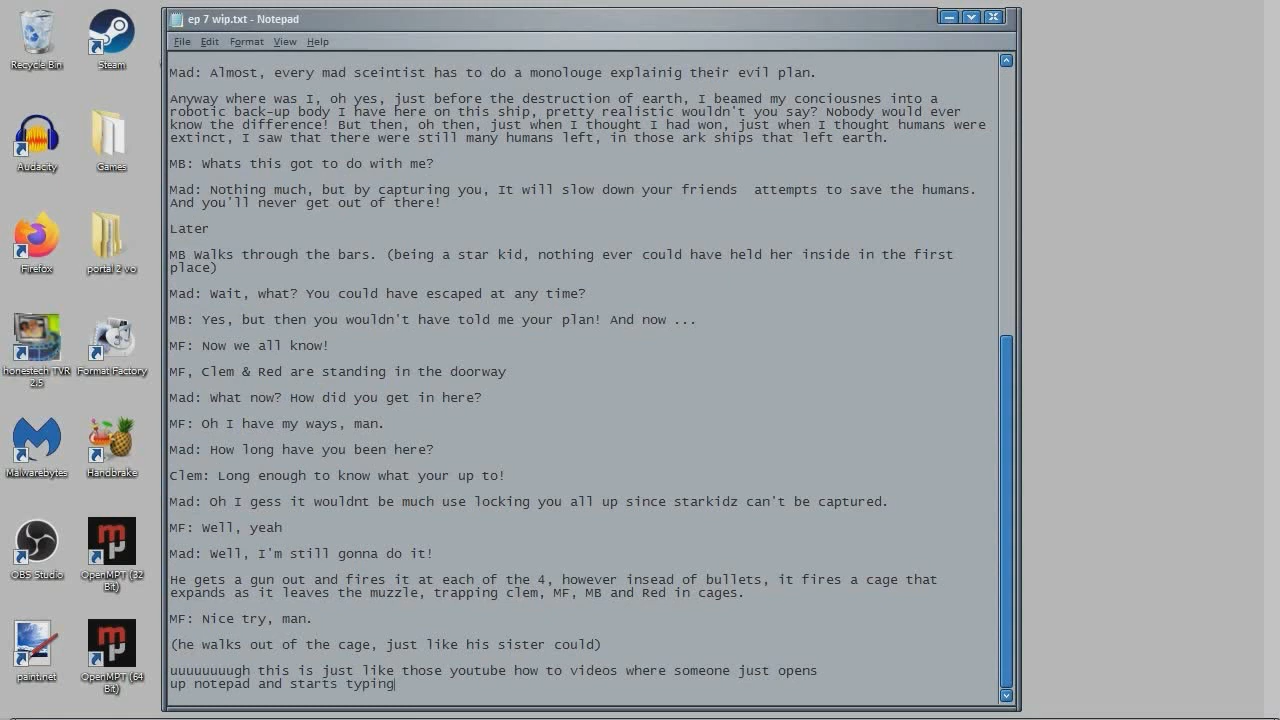 ep 7 wip.txt - Notepad
File Edit Format View Help
Mad: Almost, every mad sceintist has to do a monolouge explainig their evil plan.
Anyway where was I, oh yes, just before the destruction of earth, I beamed my conciousnes into a
robotic back-up body I have here on this ship, pretty realistic wouldn't you say? Nobody would ever
know the difference! But then, oh then, just when I thought I had won, just when I thought humans were
extinct, I saw that there were still many humans left, in those ark ships that left earth.
MB: Whats this got to do with me?
Mad: Nothing much, but by capturing you, It will slow down your friends  attempts to save the humans.
And you'll never get out of there!
Later
MB Walks through the bars. (being a star kid, nothing ever could have held her inside in the first
place)
Mad: Wait, what? You could have escaped at any time?
MB: Yes, but then you wouldn't have told me your plan! And now ...
MF: Now we all know!
MF, Clem & Red are standing in the doorway
Mad: What now? How did you get in here?
MF: Oh I have my ways, man.
Mad: How long have you been here?
Clem: Long enough to know what your up to!
Mad: Oh I gess it wouldnt be much use locking you all up since starkidz can't be captured.
MF: Well, yeah
Mad: Well, I'm still gonna do it!
He gets a gun out and fires it at each of the 4, however insead of bullets, it fires a cage that
expands as it leaves the muzzle, trapping clem, MF, MB and Red in cages.
MF: Nice try, man.
(he walks out of the cage, just like his sister could)
uuuuuuuugh this is just like those youtube how to videos where someone just opens
up notepad and starts typing
Recycle Bin
Steam
Audacity
Games
Firefox
portal 2 vo
honestech TVR
2.5
Format Factory
Malwarebytes
Handbrake
OBS Studio
OpenMPT (32
Bit)
paint.net
OpenMPT (64
Bit)